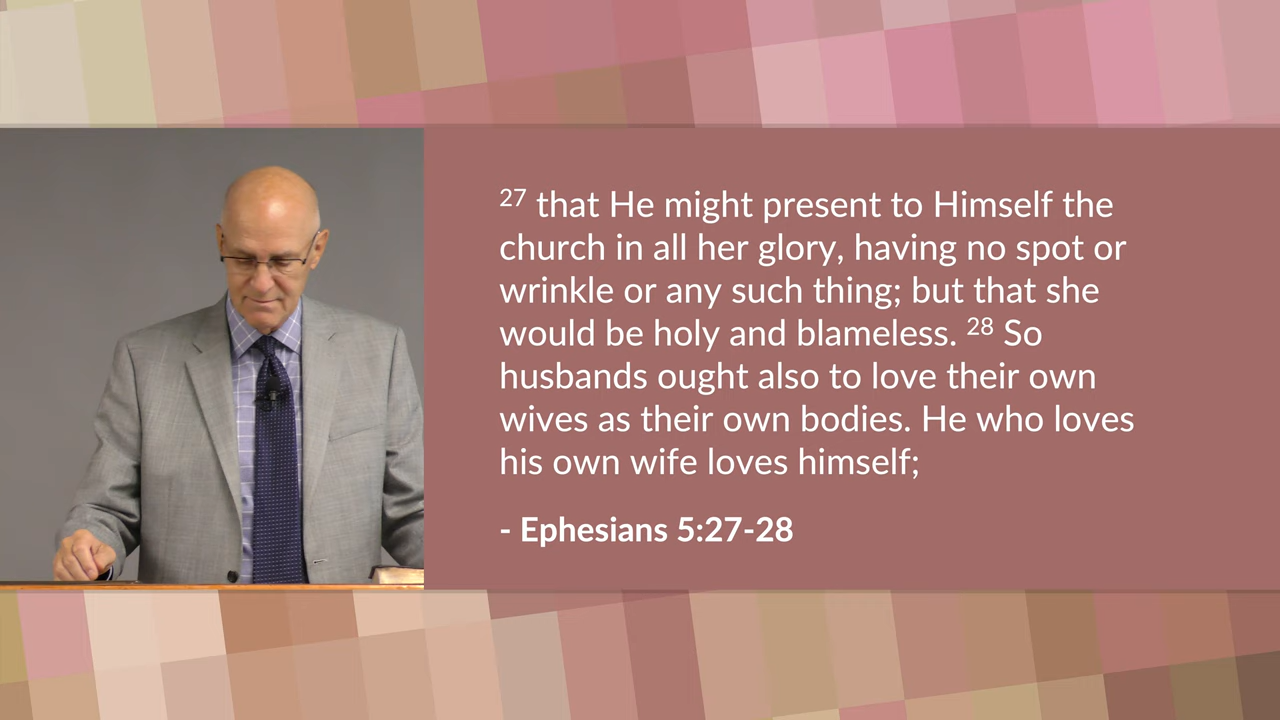 27 that He might present to Himself the
church in all her glory, having no spot or
wrinkle or any such thing; but that she
would be holy and blameless. 28 So
husbands ought also to love their own
wives as their own bodies. He who loves
his own wife loves himself;
- Ephesians 5:27-28